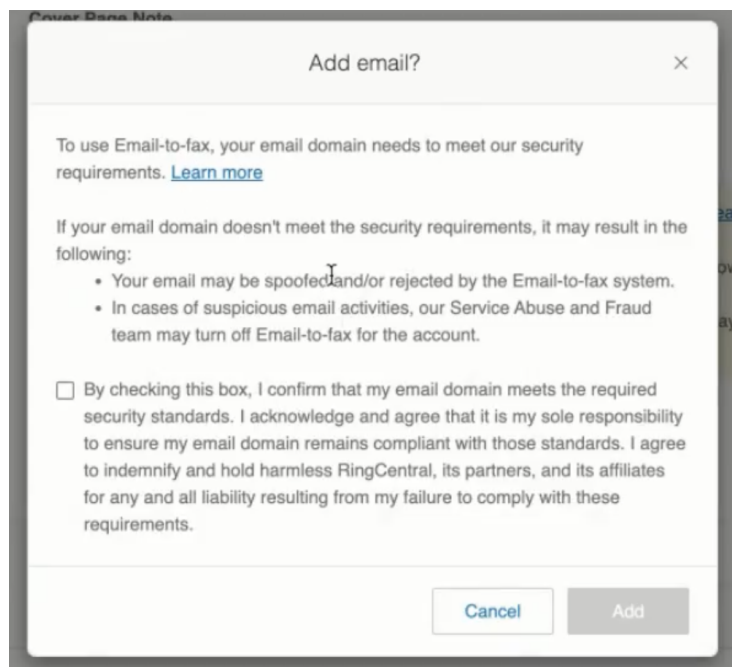 Cover Page Note
Add email?
To use Email-to-fax, your email domain needs to meet our security
requirements. Learn more
If your email domain doesn't meet the security requirements, it may result in the
following:
• Your email may be spoofed and/or rejected by the Email-to-fax system.
• In cases of suspicious email activities, our Service Abuse and Fraud
team may turn off Email-to-fax for the account.
By checking this box, I confirm that my email domain meets the required
security standards. I acknowledge and agree that it is my sole responsibility
to ensure my email domain remains compliant with those standards. I agree
to indemnify and hold harmless RingCentral, its partners, and its affiliates
for any and all liability resulting from my failure to comply with these
requirements.
Cancel
Add